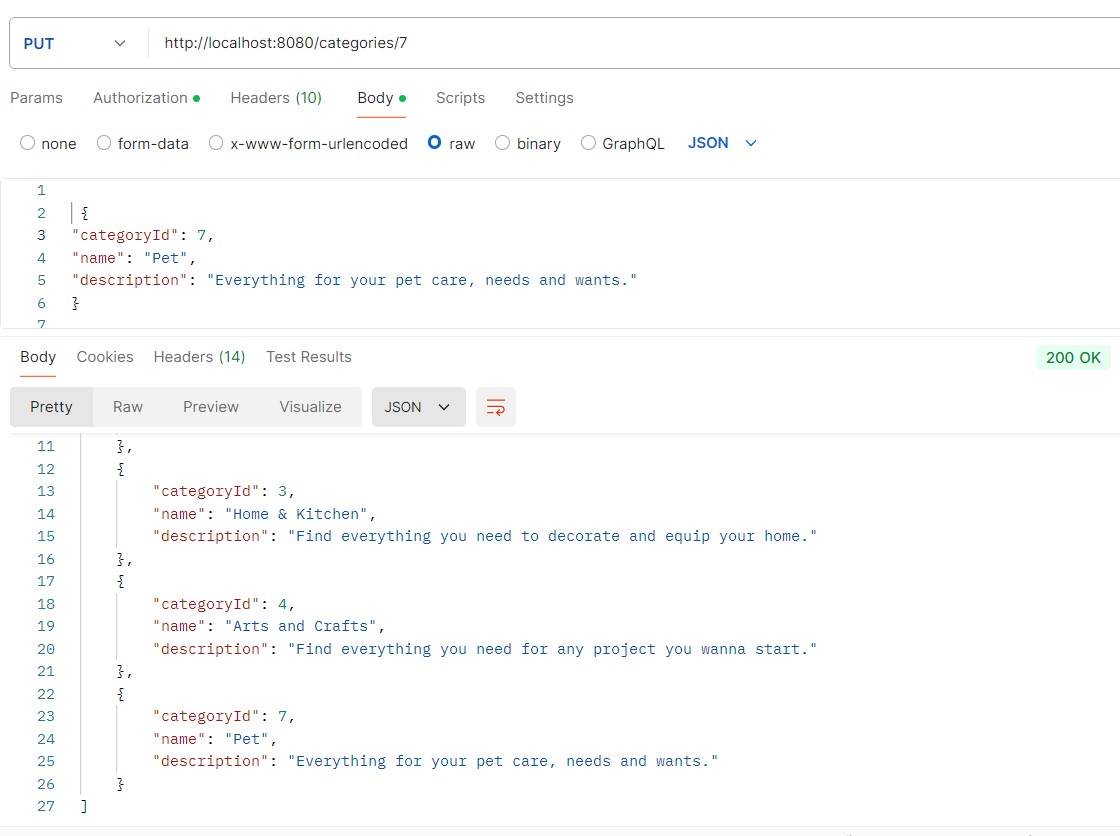 PUT http://localhost:8080/categories/7
Params Authorization Headers (10) Body Scripts Settings
none form-data x-www-form-urlencoded raw binary GraphQL JSON
1
2 {
3 "categoryId": 7,
4 "name": "Pet",
5 "description": "Everything for your pet care, needs and wants."
6 }
7
Body Cookies Headers (14) Test Results 200 OK
Pretty Raw Preview Visualize JSON
11 },
12 {
13 "categoryId": 3,
14 "name": "Home & Kitchen",
15 "description": "Find everything you need to decorate and equip your home."
16 },
17 {
18 "categoryId": 4,
19 "name": "Arts and Crafts",
20 "description": "Find everything you need for any project you wanna start."
21 },
22 {
23 "categoryId": 7,
24 "name": "Pet",
25 "description": "Everything for your pet care, needs and wants."
26 }
27 ]